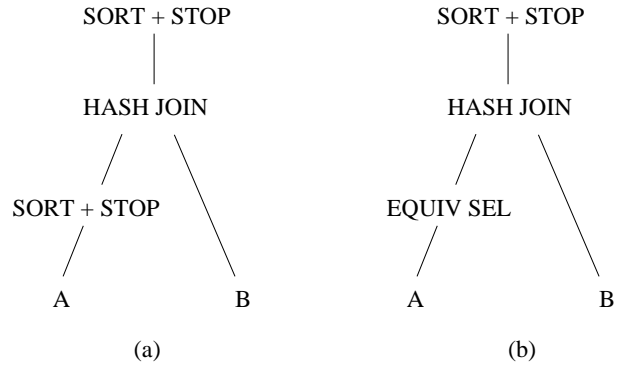 SORT + STOP
SORT + STOP
HASH JOIN
HASH JOIN
SORT + STOP
EQUIV SEL
A
B
A
B
(a)
(b)